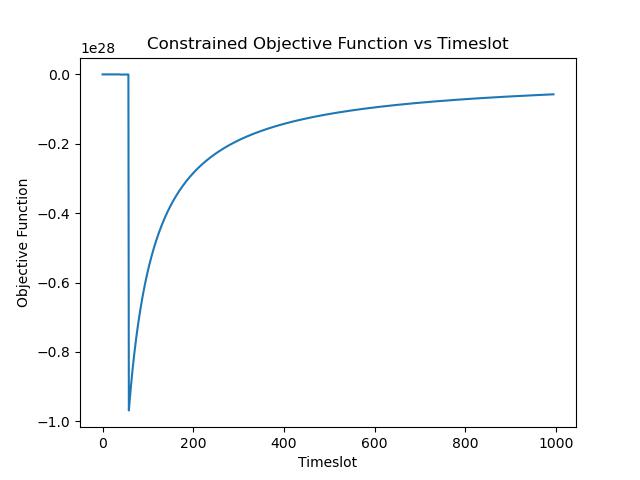 Constrained Objective Function vs Timeslot
1e28
0.0
−0.2
−0.4
−0.6
−0.8
−1.0
Objective Function
0 200 400 600 800 1000
Timeslot